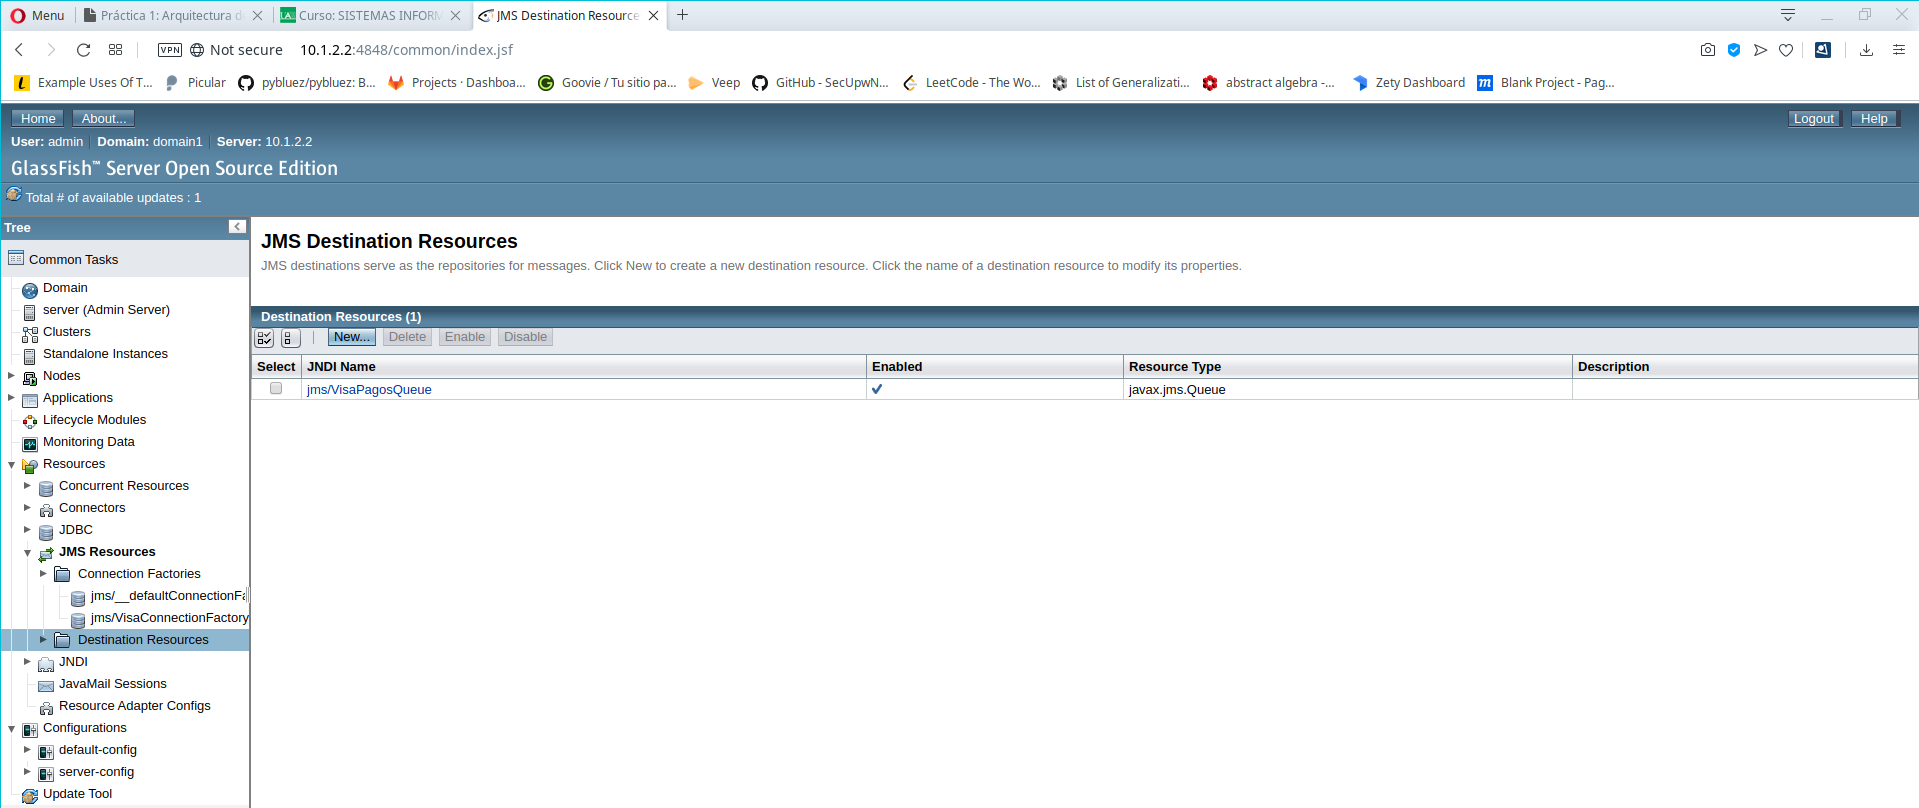 Menu Práctica 1: Arquitectura d Curso: SISTEMAS INFORM JMS Destination Resource
VPN Not secure 10.1.2.2:4848/common/index.jsf
Example Uses Of T... Picular pybluez/pybluez: B... Projects · Dashboa... Goovie / Tu sitio pa... Veep GitHub - SecUpwN... LeetCode - The Wo... List of Generalizati... abstract algebra -... Zety Dashboard Blank Project - Pag...
Home About... Logout Help
User: admin Domain: domain1 Server: 10.1.2.2
GlassFish™ Server Open Source Edition
Total # of available updates : 1
Tree
Common Tasks
Domain
server (Admin Server)
Clusters
Standalone Instances
Nodes
Applications
Lifecycle Modules
Monitoring Data
Resources
Concurrent Resources
Connectors
JDBC
JMS Resources
Connection Factories
jms/__defaultConnectionFa
jms/VisaConnectionFactory
Destination Resources
JNDI
JavaMail Sessions
Resource Adapter Configs
Configurations
default-config
server-config
Update Tool
JMS Destination Resources
JMS destinations serve as the repositories for messages. Click New to create a new destination resource. Click the name of a destination resource to modify its properties.
Destination Resources (1)
New... Delete Enable Disable
Select JNDI Name Enabled Resource Type Description
jms/VisaPagosQueue javax.jms.Queue